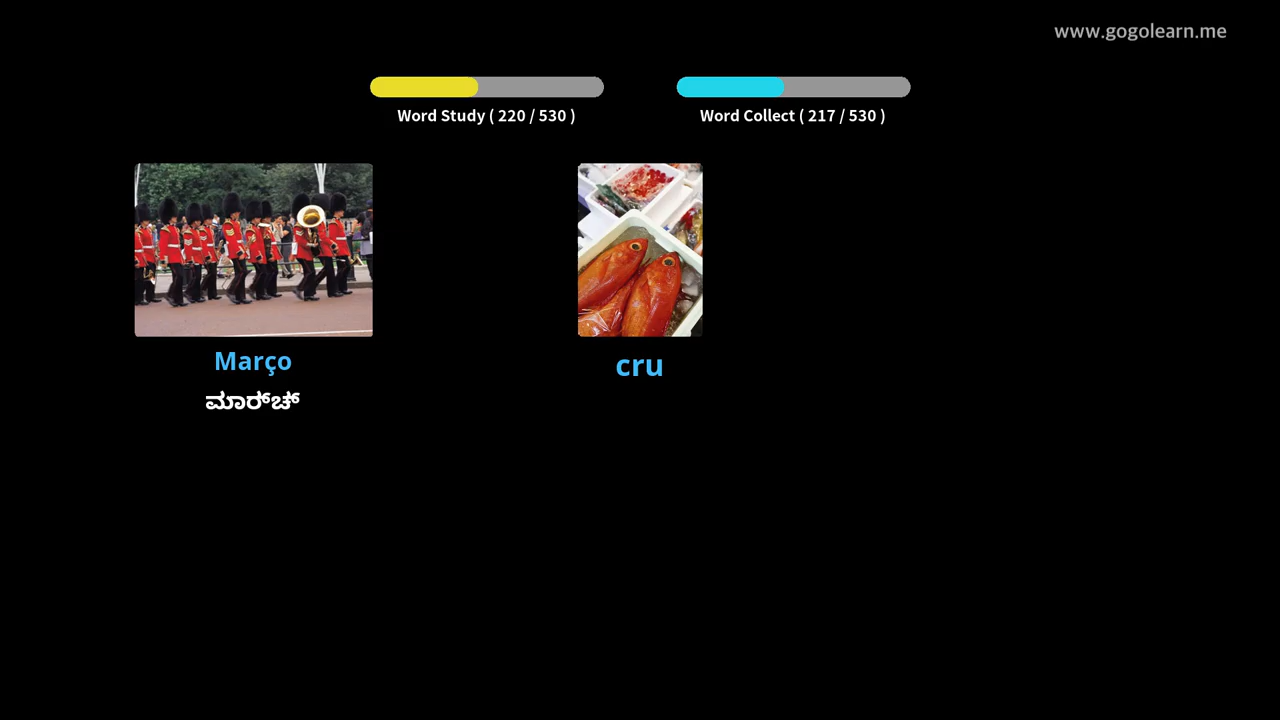 www.gogolearn.me
Word Study ( 220 / 530 )
Word Collect ( 217 / 530 )
Março
ಮಾರ್ಚ್
cru